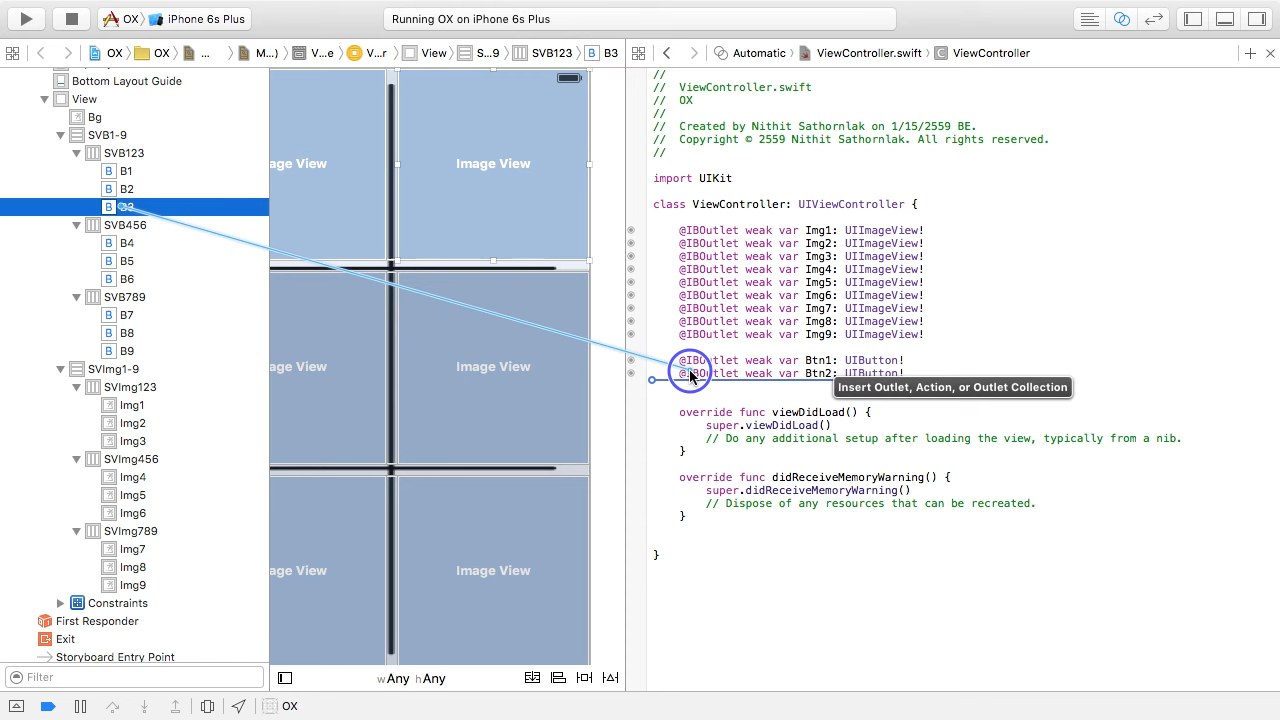 OX
iPhone 6s Plus
Running OX on iPhone 6s Plus
OX
OX
...
M...)
V...e
V...r
View
S...9
SVB123
B3
Automatic
ViewController.swift
ViewController
Bottom Layout Guide
View
Bg
SVB1-9
SVB123
B1
B2
B3
SVB456
B4
B5
B6
SVB789
B7
B8
B9
SVImg1-9
SVImg123
Img1
Img2
Img3
SVImg456
Img4
Img5
Img6
SVImg789
Img7
Img8
Img9
Constraints
First Responder
Exit
Storyboard Entry Point
Filter
age View
Image View
Image View
age View
Image View
wAny hAny
//
// ViewController.swift
// OX
//
// Created by Nithit Sathornlak on 1/15/2559 BE.
// Copyright © 2559 Nithit Sathornlak. All rights reserved.
//
import UIKit
class ViewController: UIViewController {
@IBOutlet weak var Img1: UIImageView!
@IBOutlet weak var Img2: UIImageView!
@IBOutlet weak var Img3: UIImageView!
@IBOutlet weak var Img4: UIImageView!
@IBOutlet weak var Img5: UIImageView!
@IBOutlet weak var Img6: UIImageView!
@IBOutlet weak var Img7: UIImageView!
@IBOutlet weak var Img8: UIImageView!
@IBOutlet weak var Img9: UIImageView!
@IBOutlet weak var Btn1: UIButton!
@IBOutlet weak var Btn2: UIButton!
Insert Outlet, Action, or Outlet Collection
override func viewDidLoad() {
super.viewDidLoad()
// Do any additional setup after loading the view, typically from a nib.
}
override func didReceiveMemoryWarning() {
super.didReceiveMemoryWarning()
// Dispose of any resources that can be recreated.
}
}
OX